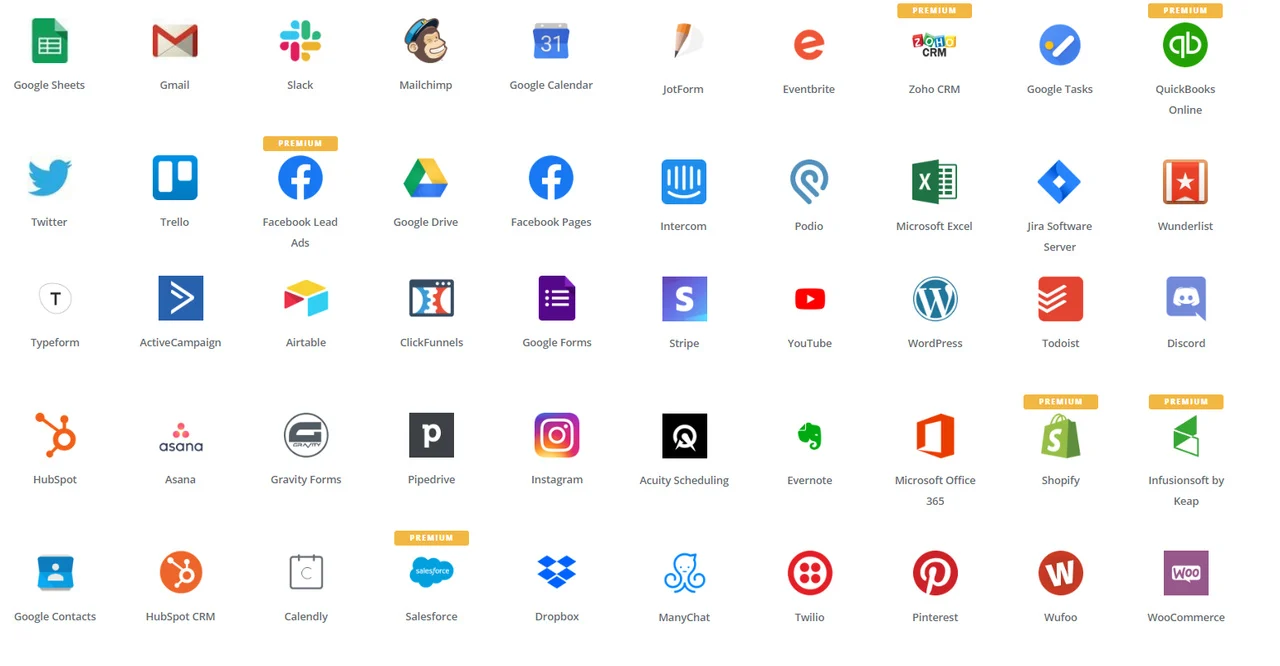 PREMIUM
PREMIUM
31
ZOHO
CRM
qb
Google Sheets
Gmail
Slack
Mailchimp
Google Calendar
JotForm
Eventbrite
Zoho CRM
Google Tasks
QuickBooks
Online
PREMIUM
X
Twitter
Trello
Facebook Lead
Ads
Google Drive
Facebook Pages
Intercom
Podio
Microsoft Excel
Jira Software
Server
Wunderlist
T
S
W
Typeform
ActiveCampaign
Airtable
ClickFunnels
Google Forms
Stripe
YouTube
WordPress
Todoist
Discord
PREMIUM
PREMIUM
asana
GRAVITY
p
S
HubSpot
Asana
Gravity Forms
Pipedrive
Instagram
Acuity Scheduling
Evernote
Microsoft Office
365
Shopify
Infusionsoft by
Keap
PREMIUM
C
salesforce
W
Woo
Google Contacts
HubSpot CRM
Calendly
Salesforce
Dropbox
ManyChat
Twilio
Pinterest
Wufoo
WooCommerce